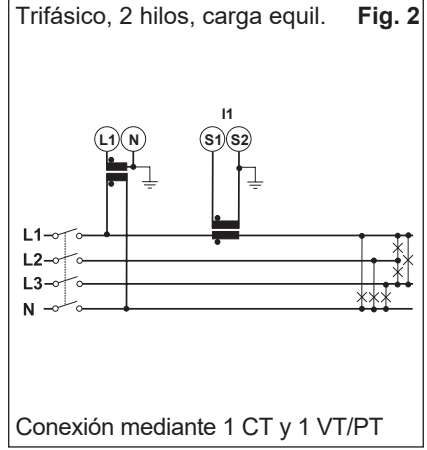 Trifásico, 2 hilos, carga equil. Fig. 2
I1
L1 N S1 S2
L1
L2
L3
N
Conexión mediante 1 CT y 1 VT/PT